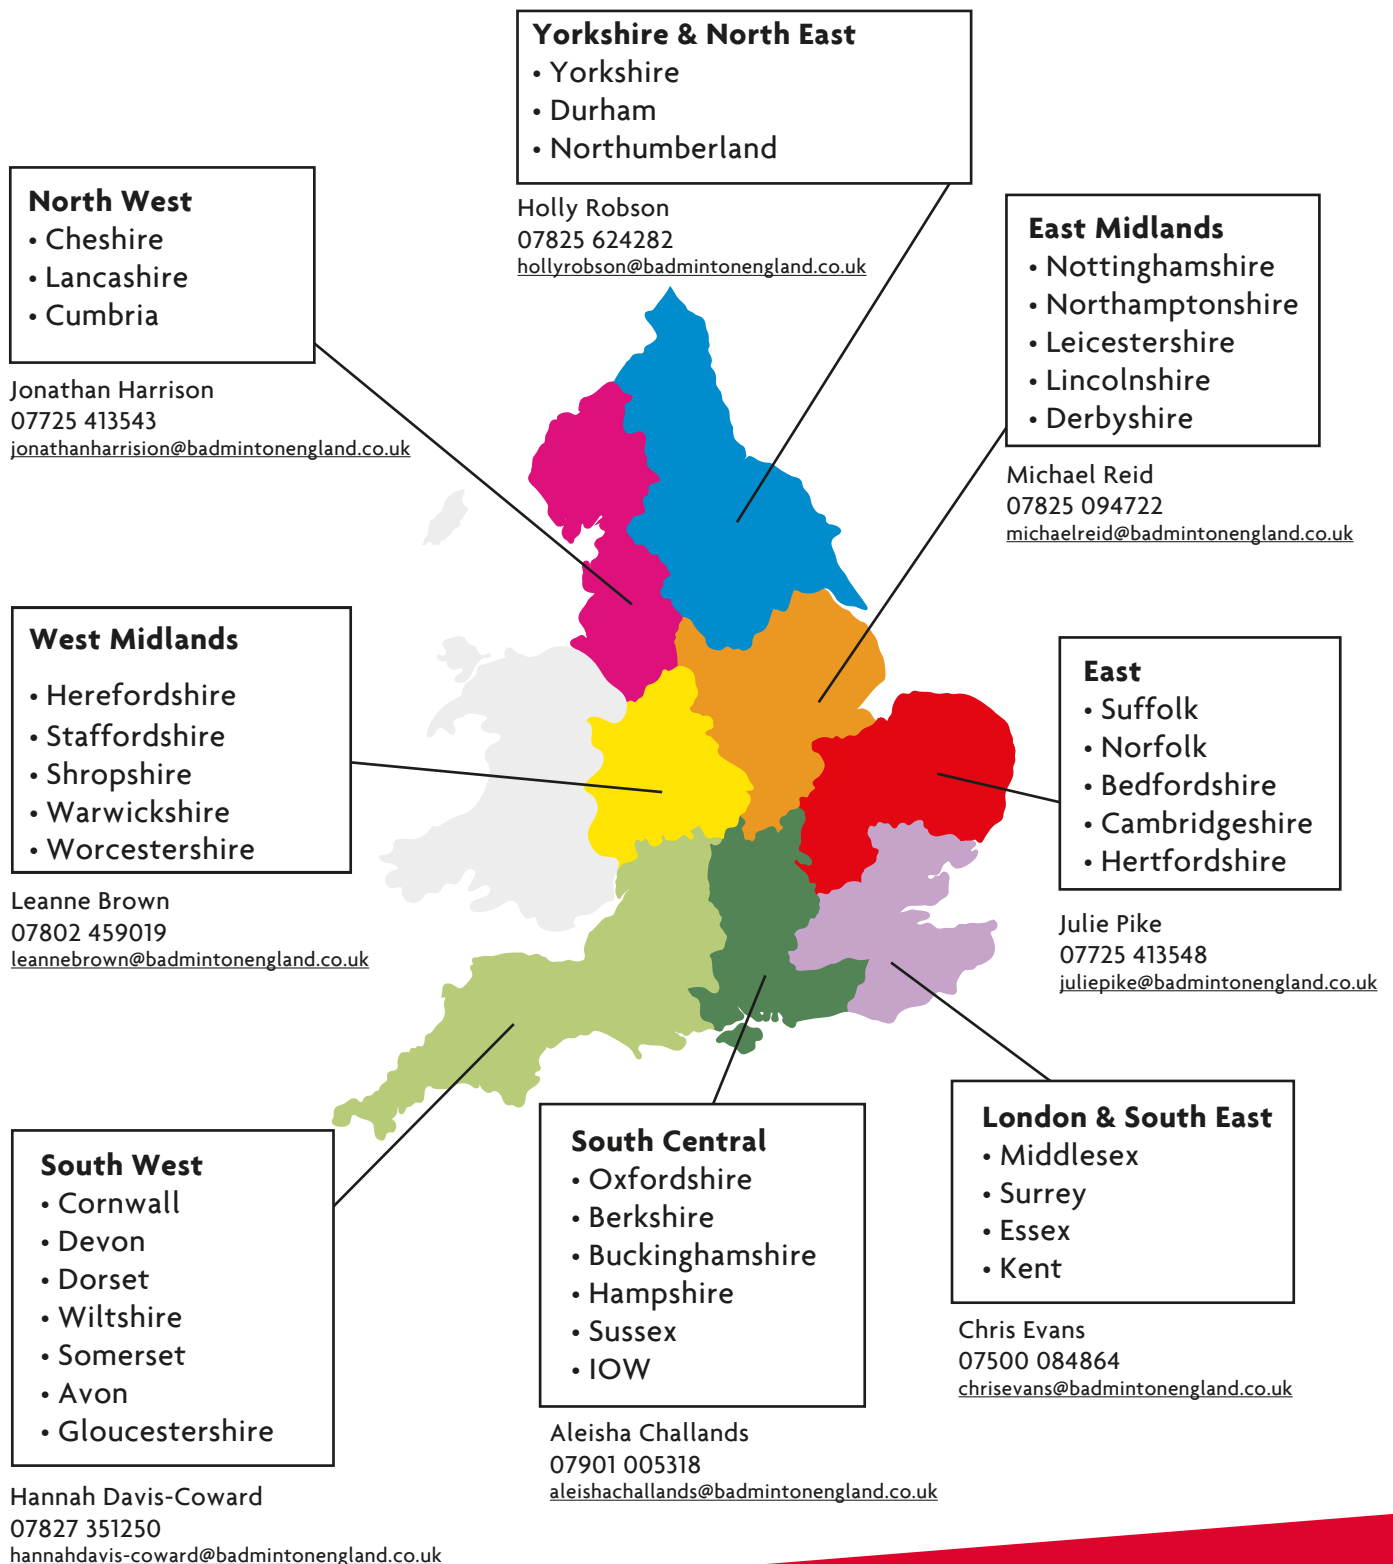 Yorkshire & North East
• Yorkshire
• Durham
• Northumberland
Holly Robson
07825 624282
hollyrobson@badmintonengland.co.uk
North West
• Cheshire
• Lancashire
• Cumbria
Jonathan Harrison
07725 413543
jonathanharrision@badmintonengland.co.uk
East Midlands
• Nottinghamshire
• Northamptonshire
• Leicestershire
• Lincolnshire
• Derbyshire
Michael Reid
07825 094722
michaelreid@badmintonengland.co.uk
West Midlands
• Herefordshire
• Staffordshire
• Shropshire
• Warwickshire
• Worcestershire
Leanne Brown
07802 459019
leannebrown@badmintonengland.co.uk
East
• Suffolk
• Norfolk
• Bedfordshire
• Cambridgeshire
• Hertfordshire
Julie Pike
07725 413548
juliepike@badmintonengland.co.uk
South West
• Cornwall
• Devon
• Dorset
• Wiltshire
• Somerset
• Avon
• Gloucestershire
Hannah Davis-Coward
07827 351250
hannahdavis-coward@badmintonengland.co.uk
South Central
• Oxfordshire
• Berkshire
• Buckinghamshire
• Hampshire
• Sussex
• IOW
Aleisha Challands
07901 005318
aleishachallands@badmintonengland.co.uk
London & South East
• Middlesex
• Surrey
• Essex
• Kent
Chris Evans
07500 084864
chrisevans@badmintonengland.co.uk